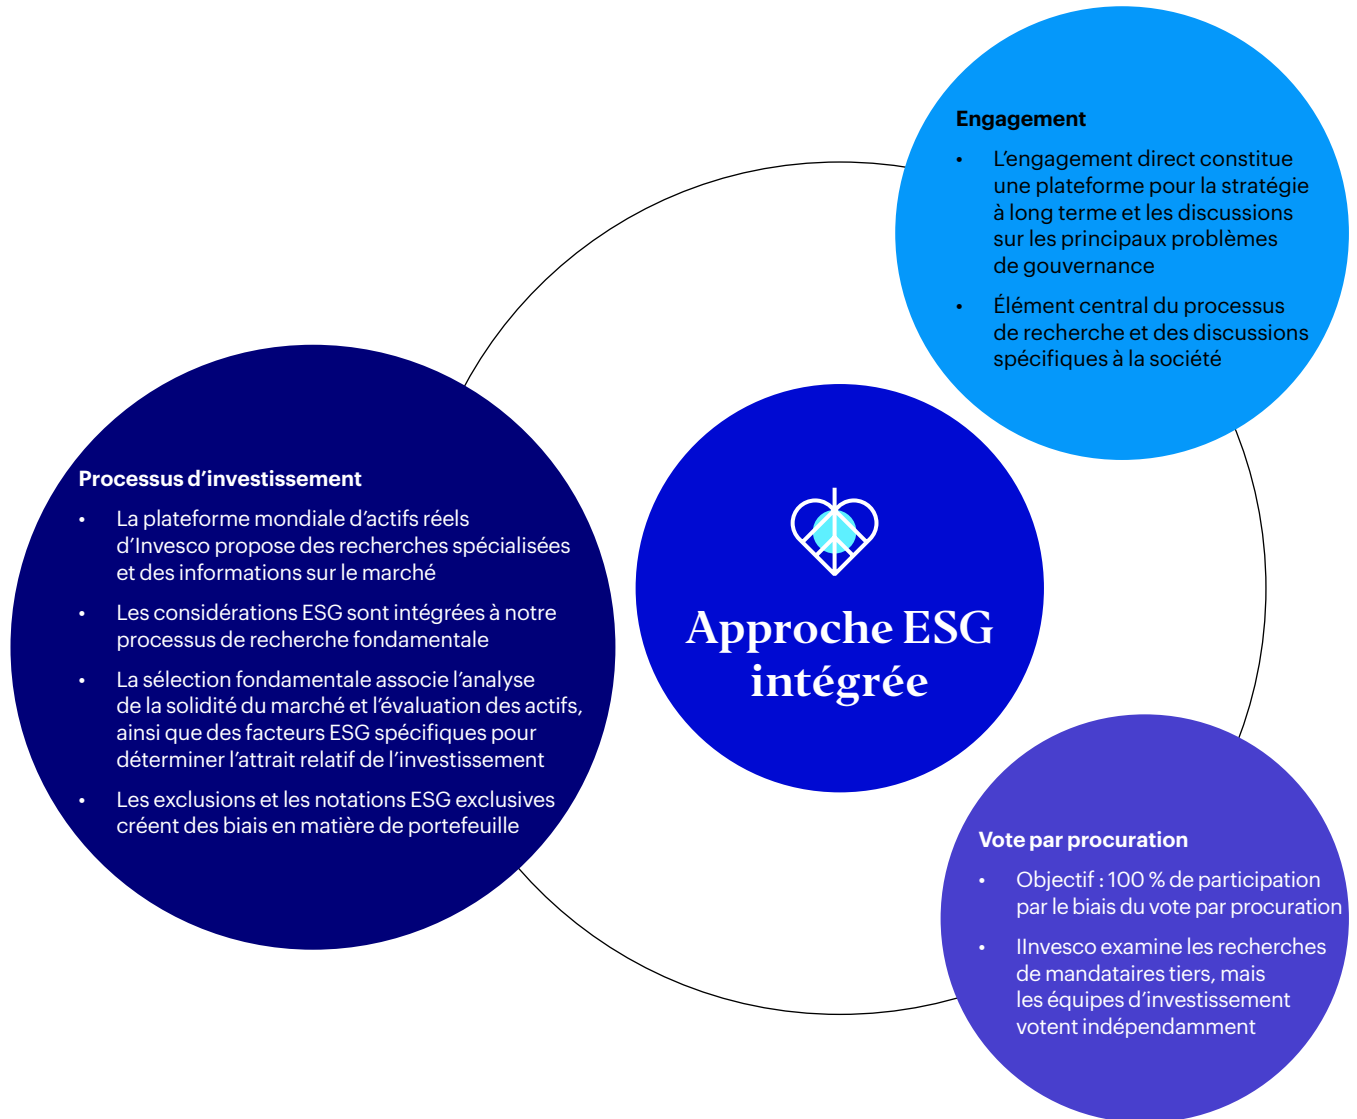 Engagement
• L’engagement direct constitue
une plateforme pour la stratégie
à long terme et les discussions
sur les principaux problèmes
de gouvernance
• Élément central du processus
de recherche et des discussions
spécifiques à la société
Processus d’investissement
• La plateforme mondiale d’actifs réels
d’Invesco propose des recherches spécialisées
et des informations sur le marché
• Les considérations ESG sont intégrées à notre
processus de recherche fondamentale
• La sélection fondamentale associe l’analyse
de la solidité du marché et l’évaluation des actifs,
ainsi que des facteurs ESG spécifiques pour
déterminer l’attrait relatif de l’investissement
• Les exclusions et les notations ESG exclusives
créent des biais en matière de portefeuille
Approche ESG
intégrée
Vote par procuration
• Objectif : 100 % de participation
par le biais du vote par procuration
• IInvesco examine les recherches
de mandataires tiers, mais
les équipes d’investissement
votent indépendamment